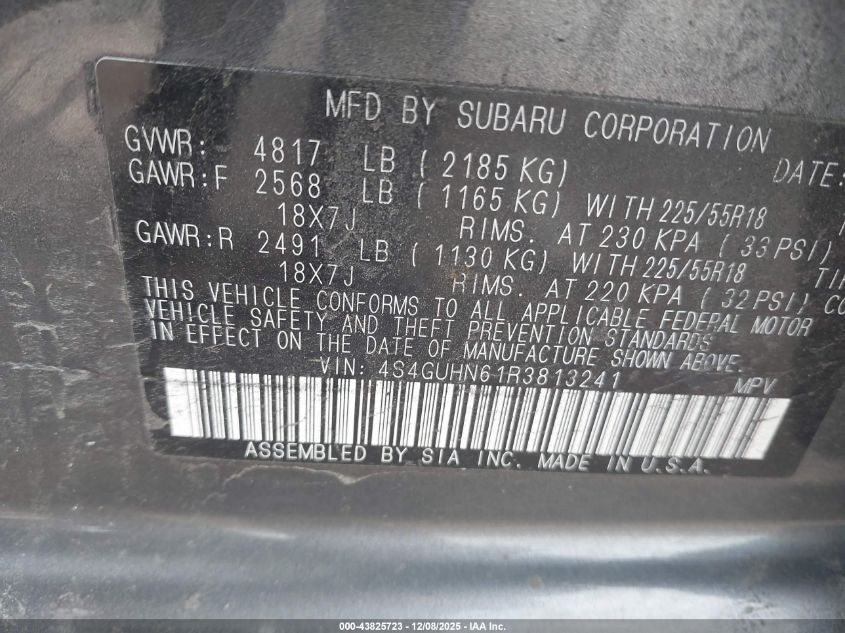 MFD BY SUBARU CORPORATION
GVWR: 4817 LB ( 2185 KG) DATE:
GAWR:F 2568 LB ( 1165 KG) WITH 225/55R18
18X7J RIMS. AT 230 KPA ( 33 PSI)
GAWR:R 2491 LB ( 1130 KG) WITH 225/55R18
18X7J RIMS. AT 220 KPA ( 32 PSI)
THIS VEHICLE CONFORMS TO ALL APPLICABLE FEDERAL MOTOR
VEHICLE SAFETY AND THEFT PREVENTION STANDARDS
IN EFFECT ON THE DATE OF MANUFACTURE SHOWN ABOVE.
VIN: 4S4GUHN61R3813241 MPV
ASSEMBLED BY SIA INC. MADE IN U.S.A.
000-43825723 - 12/08/2025 - IAA Inc.